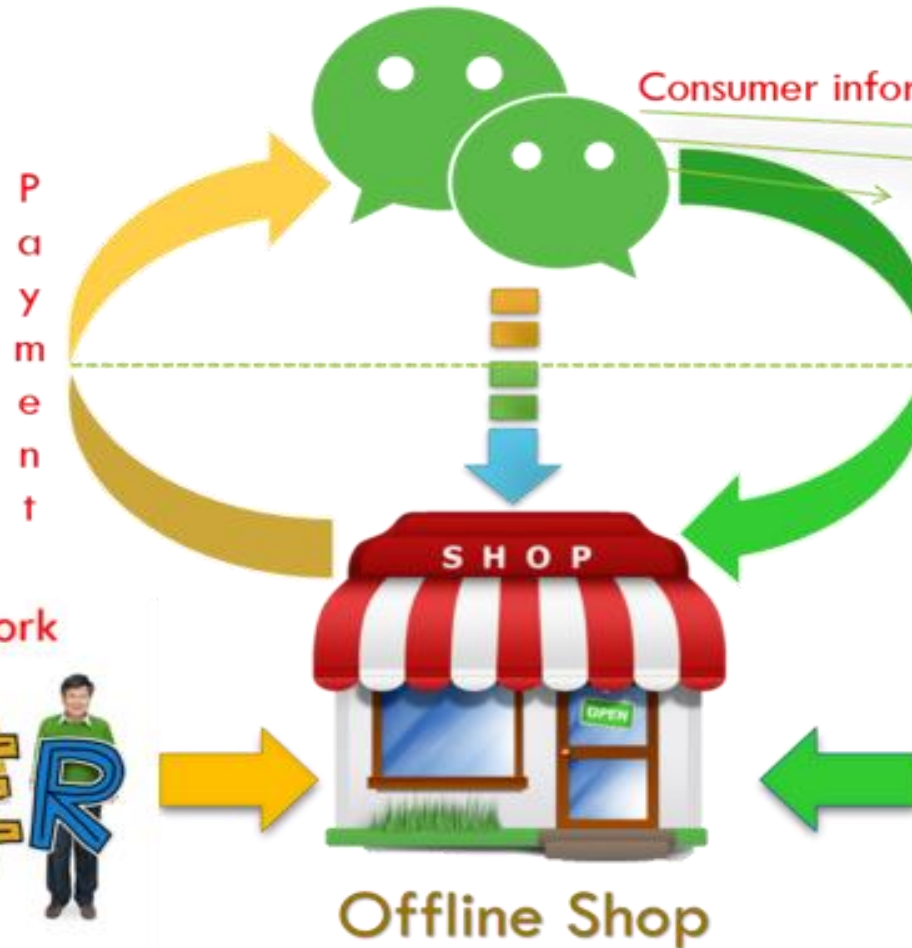 Consumer infor
Payment
SHOP
ork
OPEN
ER
Offline Shop